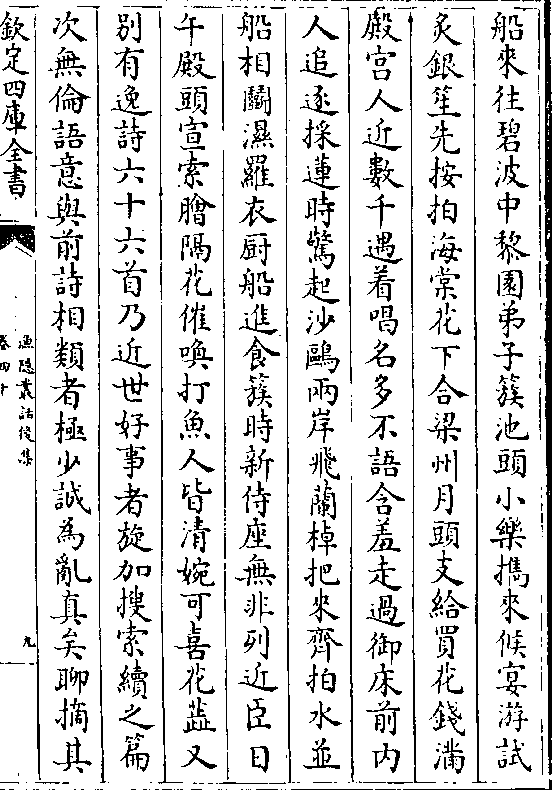 船來往碧波中黎園弟子簇池頭小樂擕來候宴游試
炙銀笙先按拍海棠花下合梁州月頭支給買花錢滿
殿宫人近數千遇着唱名多不語含羞走過御床前内
人追逐採蓮時驚起沙鷗兩岸飛蘭棹把來齊拍水並
船相鬭濕羅衣厨船進食簇時新侍座無非列近臣日
午殿頭宣索膾隔花催喚打魚人皆清婉可喜花蕋又
别有逸詩六十六首乃近世好事者旋加搜索續之篇
次無倫語意與前詩相類者極少誠為亂真矣聊摘其
欽定四庫全書
漁隱叢話後集
卷四十
九